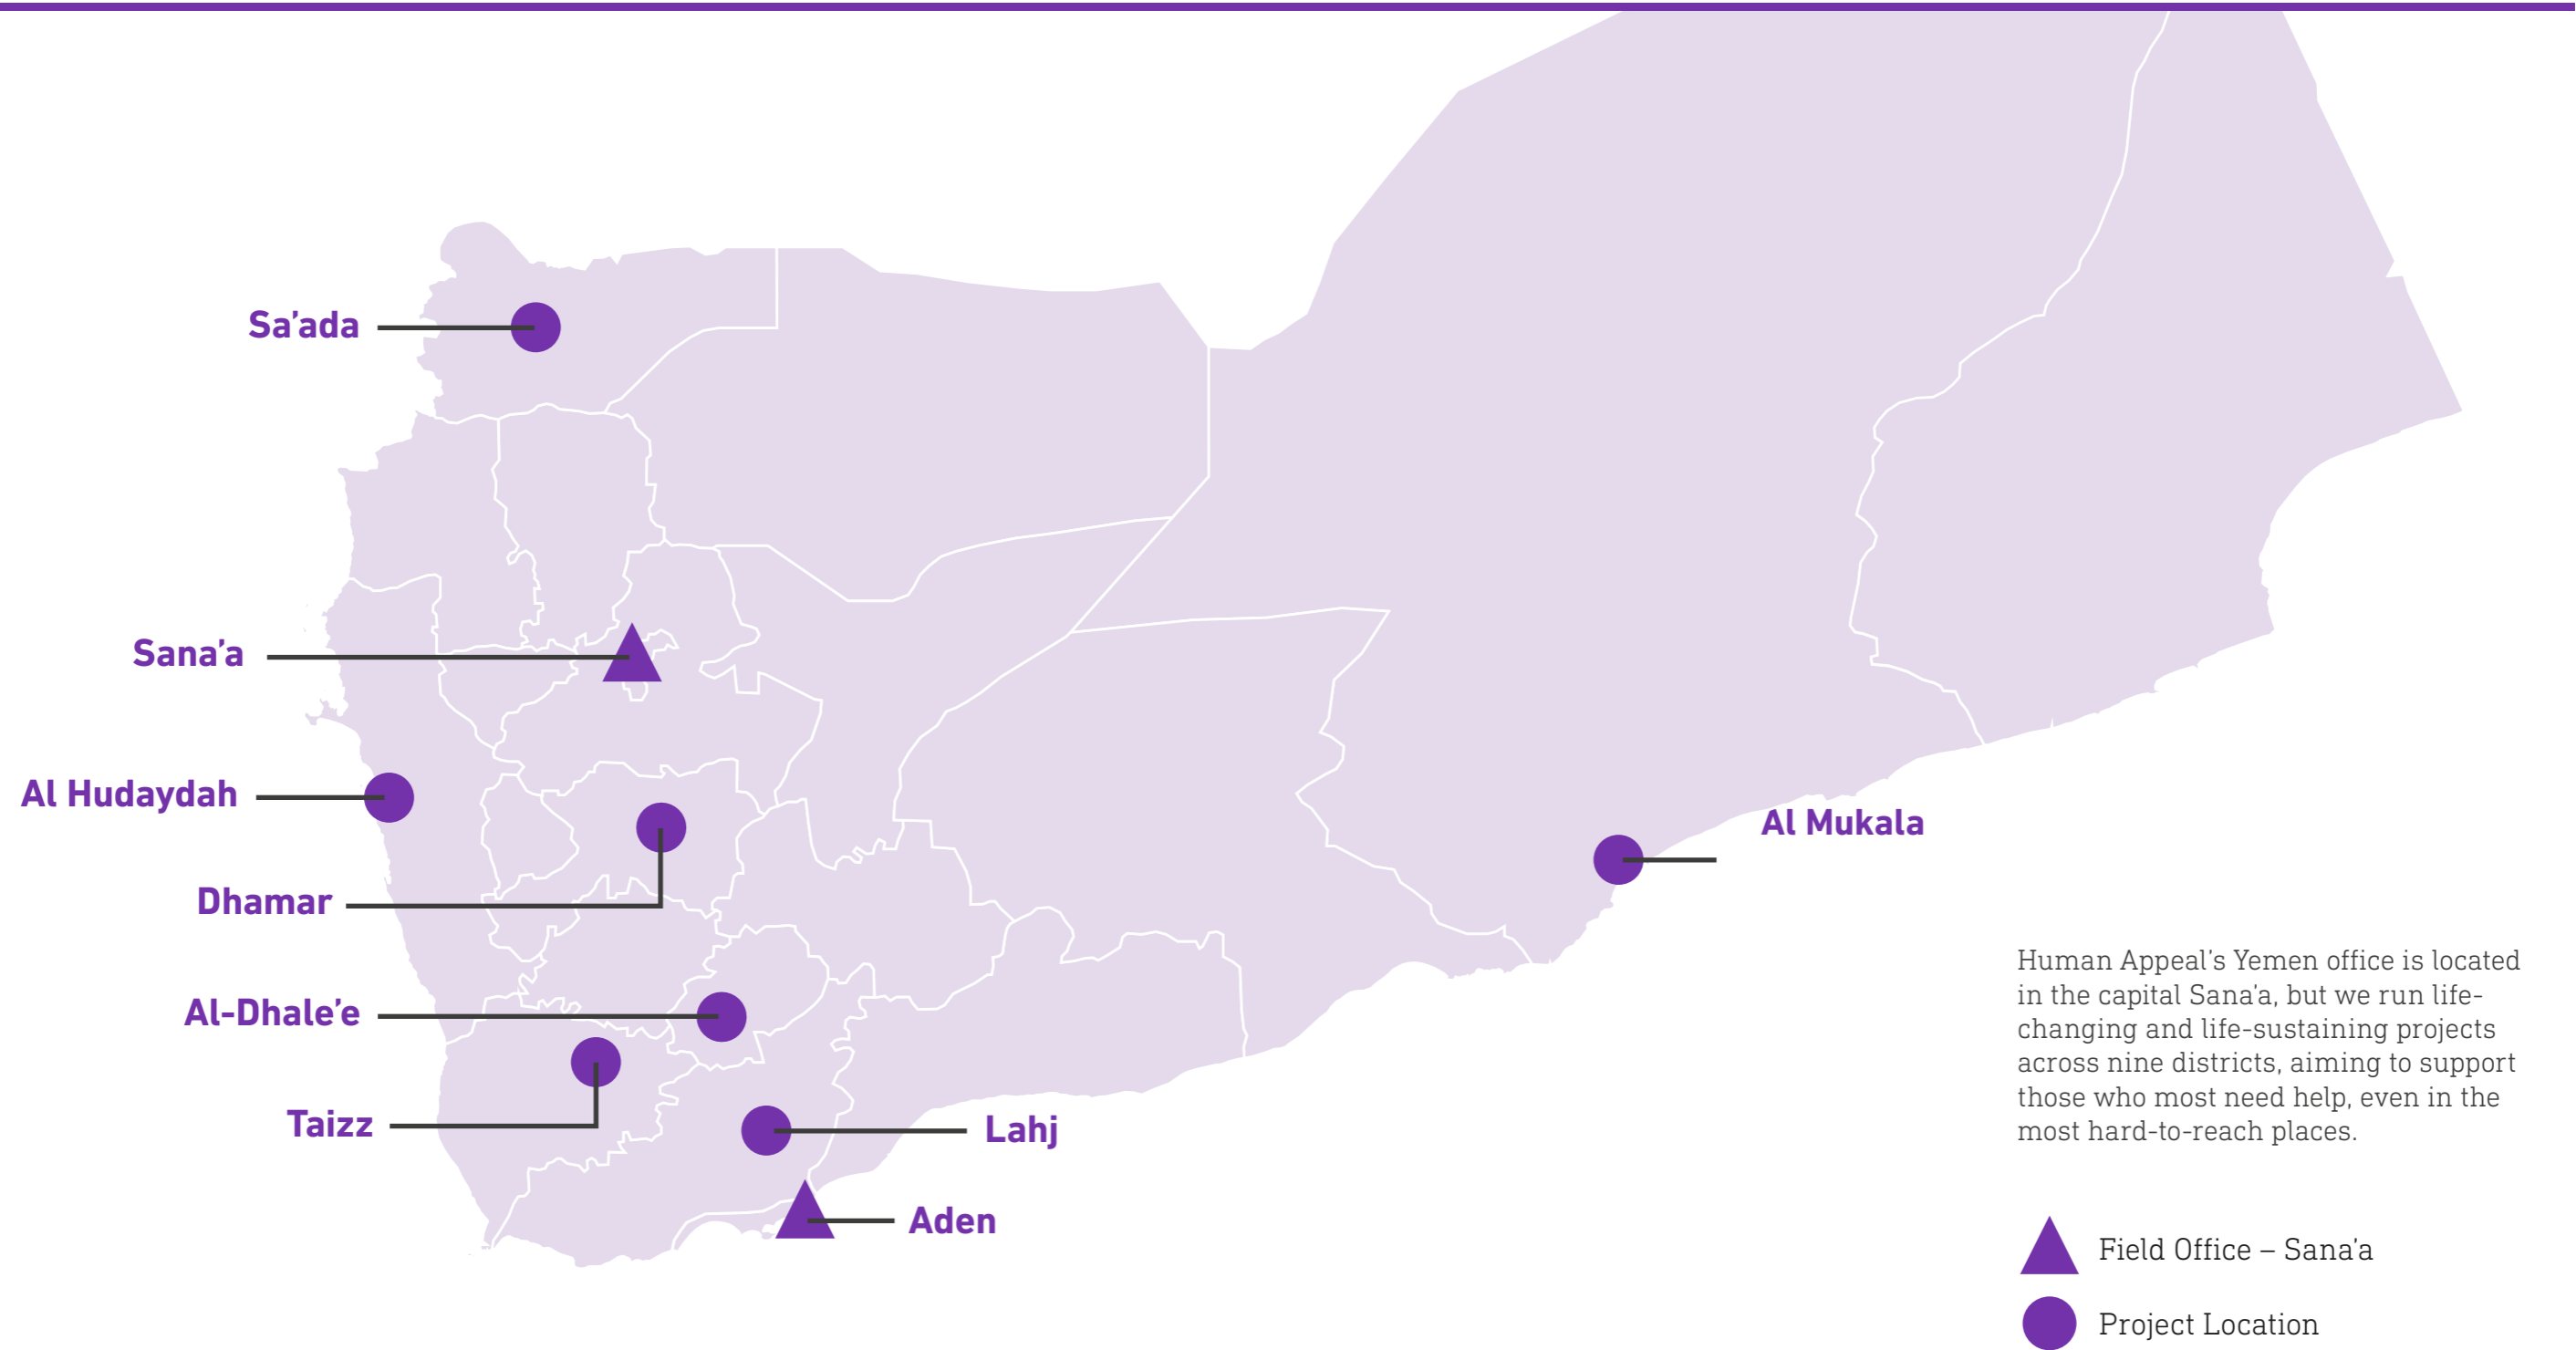 Sa’ada
Sana’a
Al Hudaydah
Al Mukala
Dhamar
Al-Dhale’e
Taizz
Lahj
Aden
Human Appeal’s Yemen office is located
in the capital Sana’a, but we run life-
changing and life-sustaining projects
across nine districts, aiming to support
those who most need help, even in the
most hard-to-reach places.
Field Office – Sana’a
Project Location